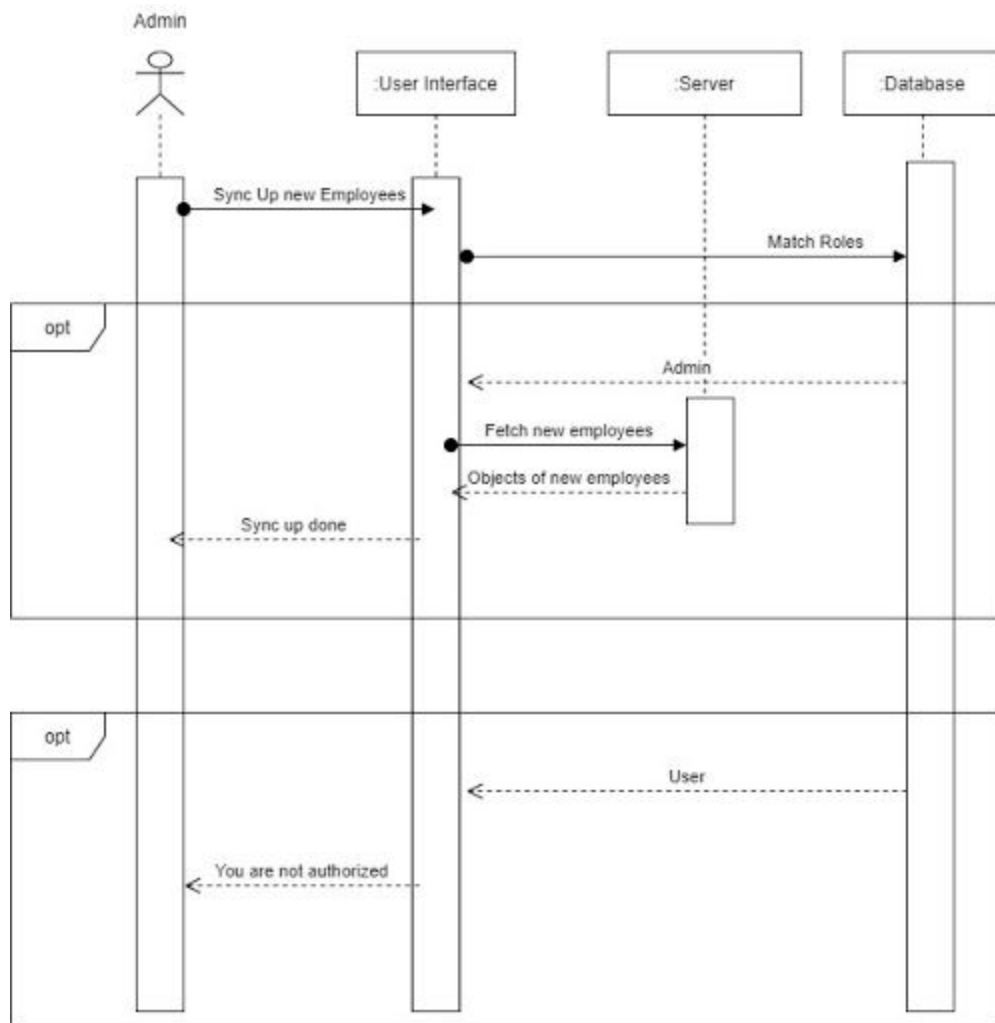 Admin
:User Interface
:Server
:Database
Sync Up new Employees
Match Roles
opt
Admin
Fetch new employees
Objects of new employees
Sync up done
opt
User
You are not authorized